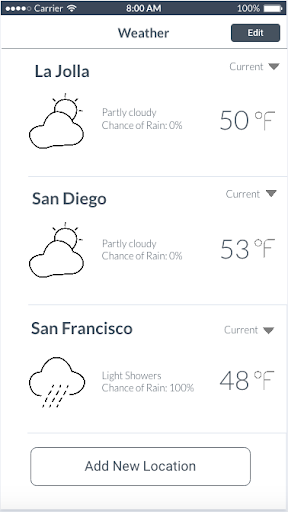 Carrier 8:00 AM 100%
Weather Edit
La Jolla Current
Partly cloudy
Chance of Rain: 0%
50 °F
San Diego Current
Partly cloudy
Chance of Rain: 0%
53 °F
San Francisco Current
Light Showers
Chance of Rain: 100%
48 °F
Add New Location